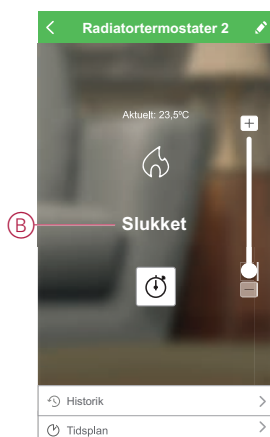 Radiatortermostater 2
Aktuelt: 23,5ºC
B
Slukket
Historik
Tidsplan